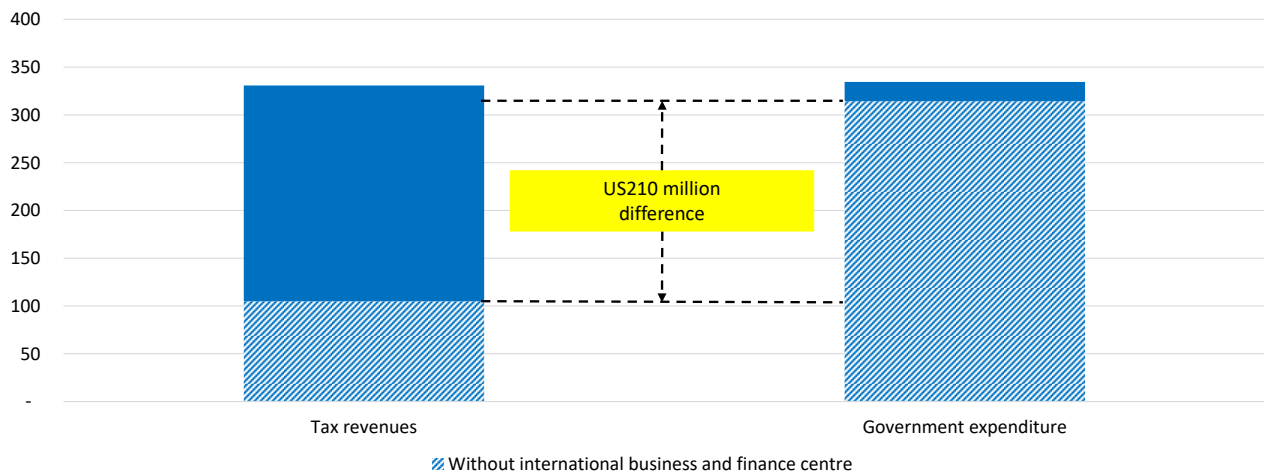 400
350
300
250
200
150
100
50
-
US210 million
difference
Tax revenues
Government expenditure
Without international business and finance centre